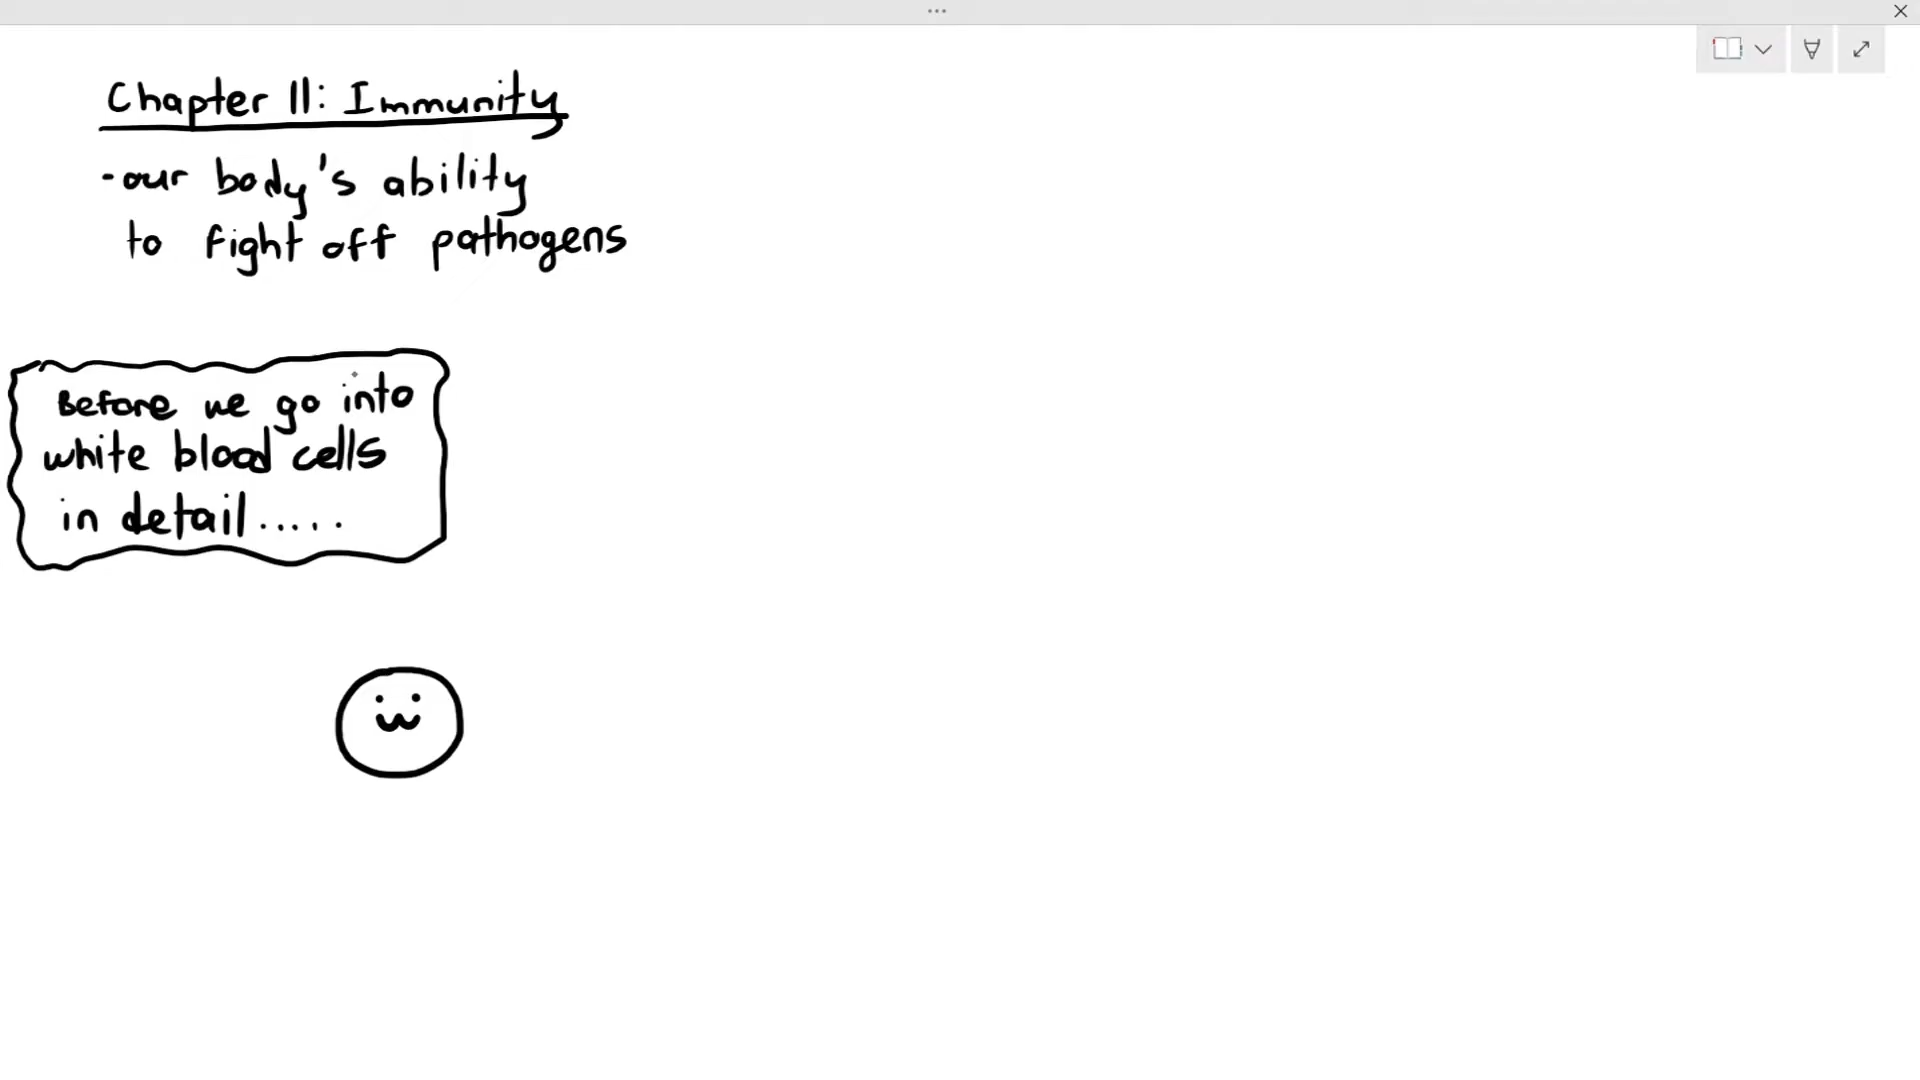 Chapter 11: Immunity
- our body's ability
to fight off pathogens
Before we go into
white blood cells
in detail.....